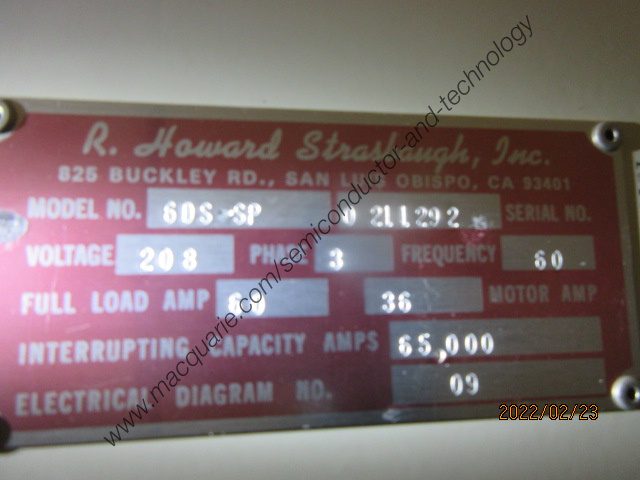 R. Howard Strasbaugh, Inc.
825 BUCKLEY RD., SAN LUIS OBISPO, CA 93401
MODEL NO. 6DS-SP 0211292 SERIAL NO.
VOLTAGE 208 PHASE 3 FREQUENCY 60
FULL LOAD AMP 60 36 MOTOR AMP
INTERRUPTING CAPACITY AMPS 65,000
ELECTRICAL DIAGRAM NO. 09
www.macquarie.com/semiconductor-and-technology
2022/02/23